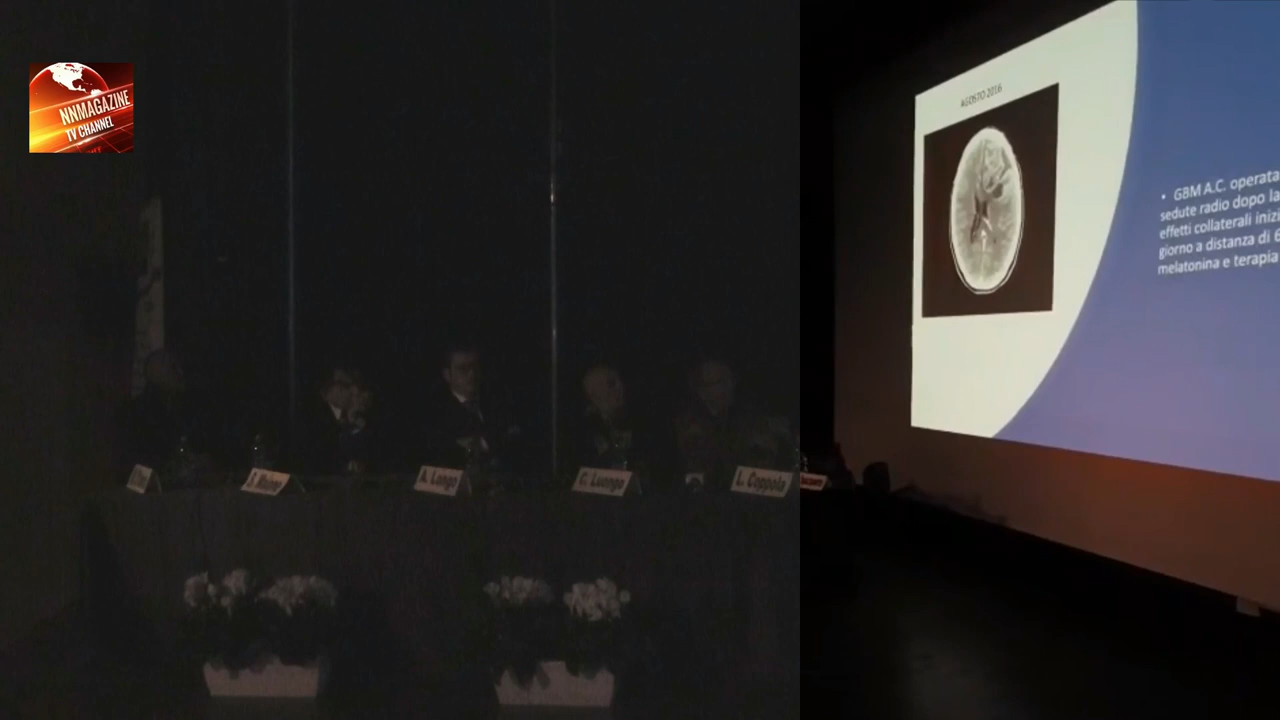 NNMAGAZINE
TV CHANNEL
AGOSTO 2016
• GBM A.C. operata
sedute radio dopo la
effetti collaterali inizi
giorno a distanza di 6
melatonina e terapia
A. Longo
C. Luongo
L. Coppola